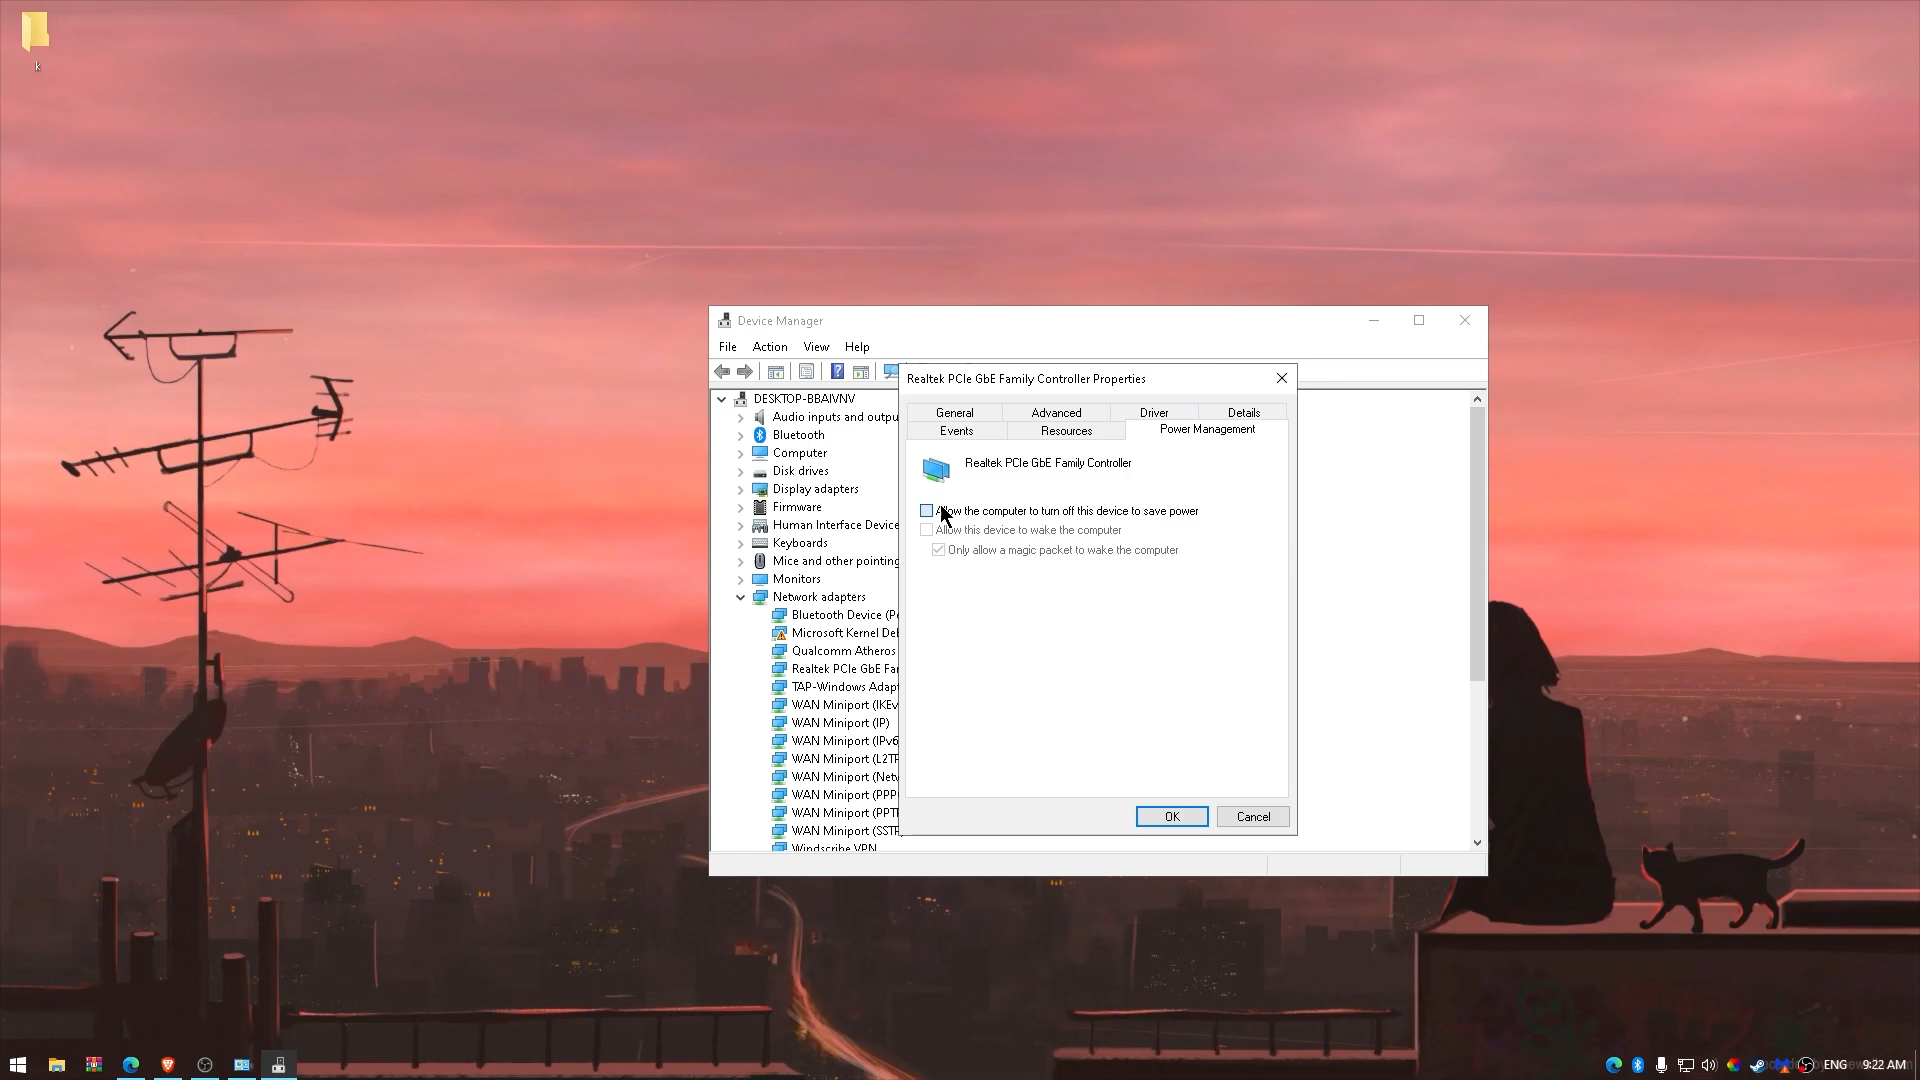 k
Device Manager
File Action View Help
Realtek PCIe GbE Family Controller Properties
General Advanced Driver Details
Events Resources Power Management
Realtek PCIe GbE Family Controller
Allow the computer to turn off this device to save power
Allow this device to wake the computer
Only allow a magic packet to wake the computer
OK Cancel
DESKTOP-BBAIVNV
Audio inputs and outpu
Bluetooth
Computer
Disk drives
Display adapters
Firmware
Human Interface Device
Keyboards
Mice and other pointing
Monitors
Network adapters
Bluetooth Device (Pe
Microsoft Kernel Deb
Qualcomm Atheros
Realtek PCIe GbE Far
TAP-Windows Adapt
WAN Miniport (IKEv
WAN Miniport (IP)
WAN Miniport (IPv6
WAN Miniport (L2TP
WAN Miniport (Netw
WAN Miniport (PPP
WAN Miniport (PPTP
WAN Miniport (SSTP
Windscribe VPN
ENG 9:22 AM